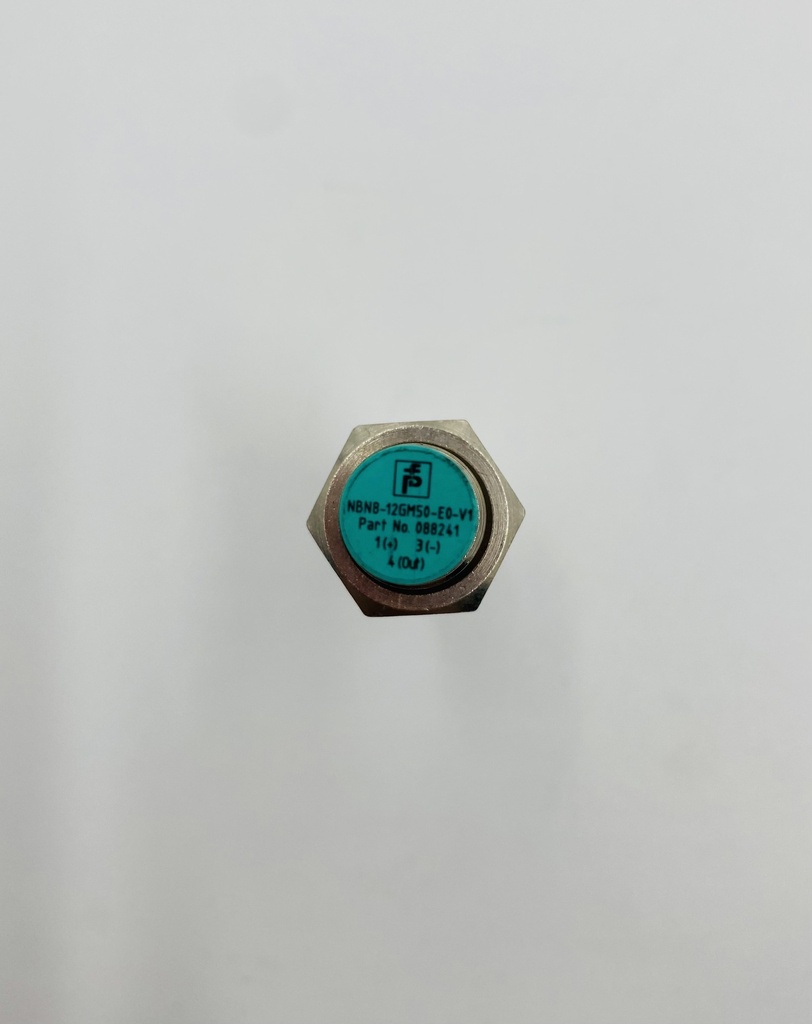 NBN8-12GM50-E0-V1
Part No. 088241
1(+) 3(-)
4(Out)